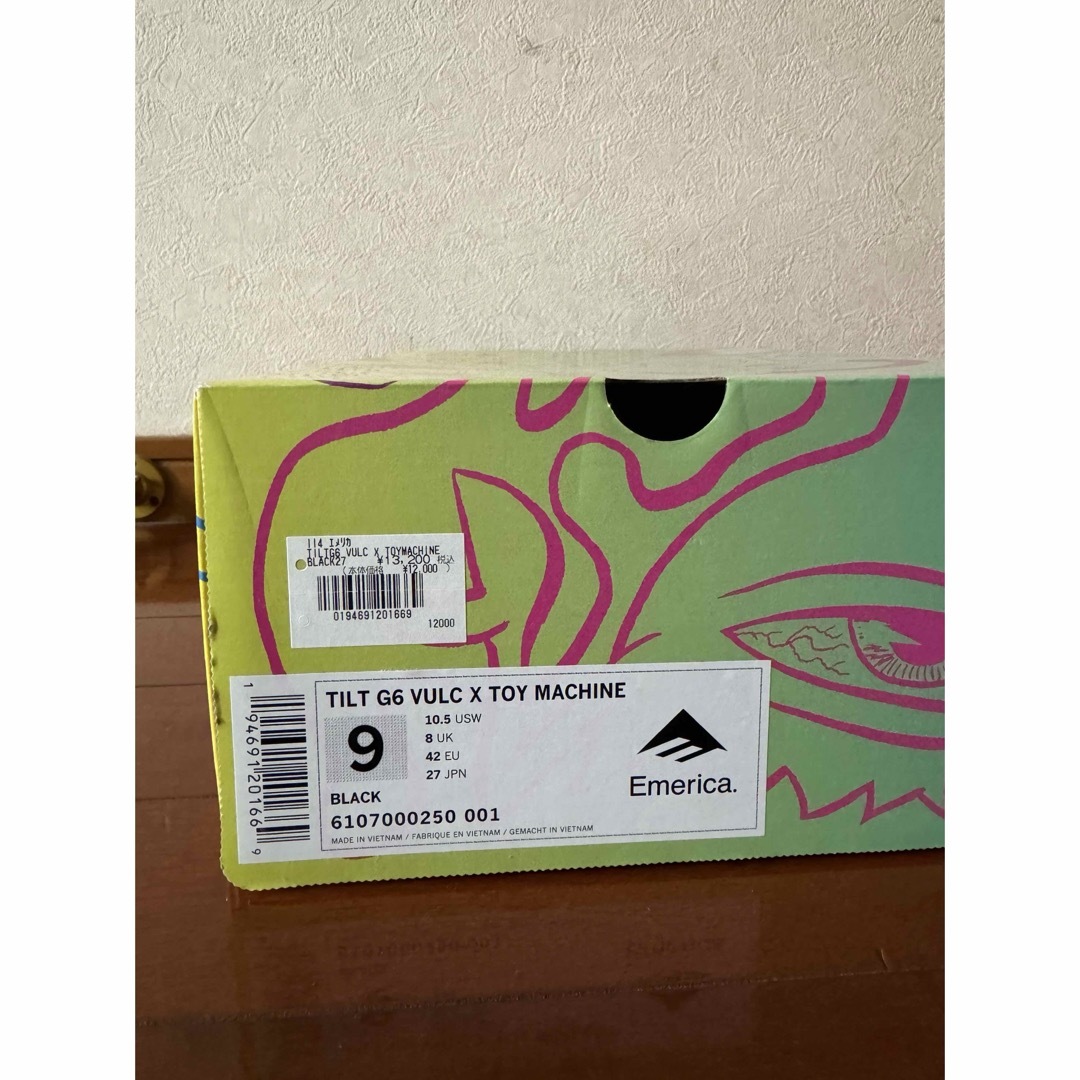 114 ｴﾒﾘｶ
TILTG6 VULC X TOYMACHINE
BLACK27 ¥13,200 税込
(本体価格 ¥12,000 )
0194691201669
12000
1 94691 20166 9
TILT G6 VULC X TOY MACHINE
9
10.5 USW
8 UK
42 EU
27 JPN
BLACK
6107000250 001
MADE IN VIETNAM / FABRIQUE EN VIETNAM / GEMACHT IN VIETNAM
Emerica.